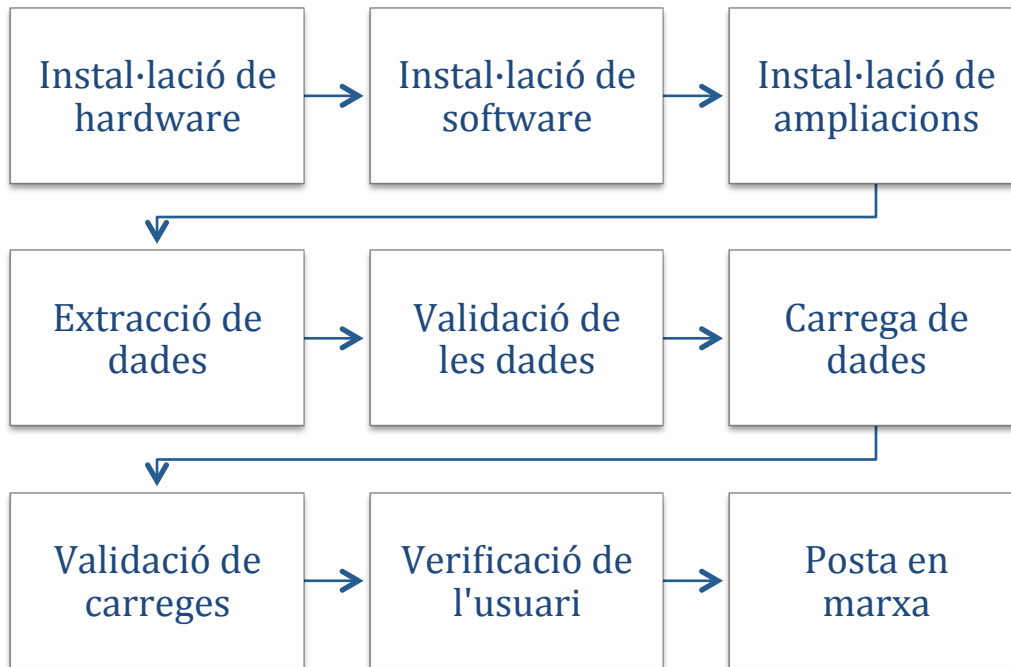 Instal·lació de
hardware
Instal·lació de
software
Instal·lació de
ampliacions
Extracció de
dades
Validació de
les dades
Carrega de
dades
Validació de
carreges
Verificació de
l'usuari
Posta en
marxa